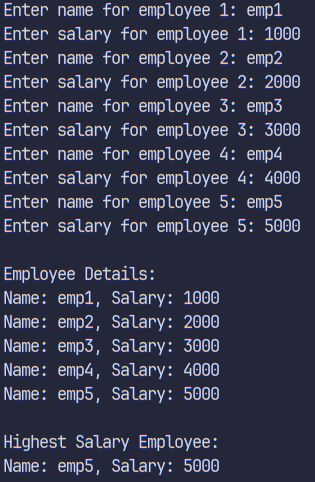 Enter name for employee 1: emp1
Enter salary for employee 1: 1000
Enter name for employee 2: emp2
Enter salary for employee 2: 2000
Enter name for employee 3: emp3
Enter salary for employee 3: 3000
Enter name for employee 4: emp4
Enter salary for employee 4: 4000
Enter name for employee 5: emp5
Enter salary for employee 5: 5000
Employee Details:
Name: emp1, Salary: 1000
Name: emp2, Salary: 2000
Name: emp3, Salary: 3000
Name: emp4, Salary: 4000
Name: emp5, Salary: 5000
Highest Salary Employee:
Name: emp5, Salary: 5000